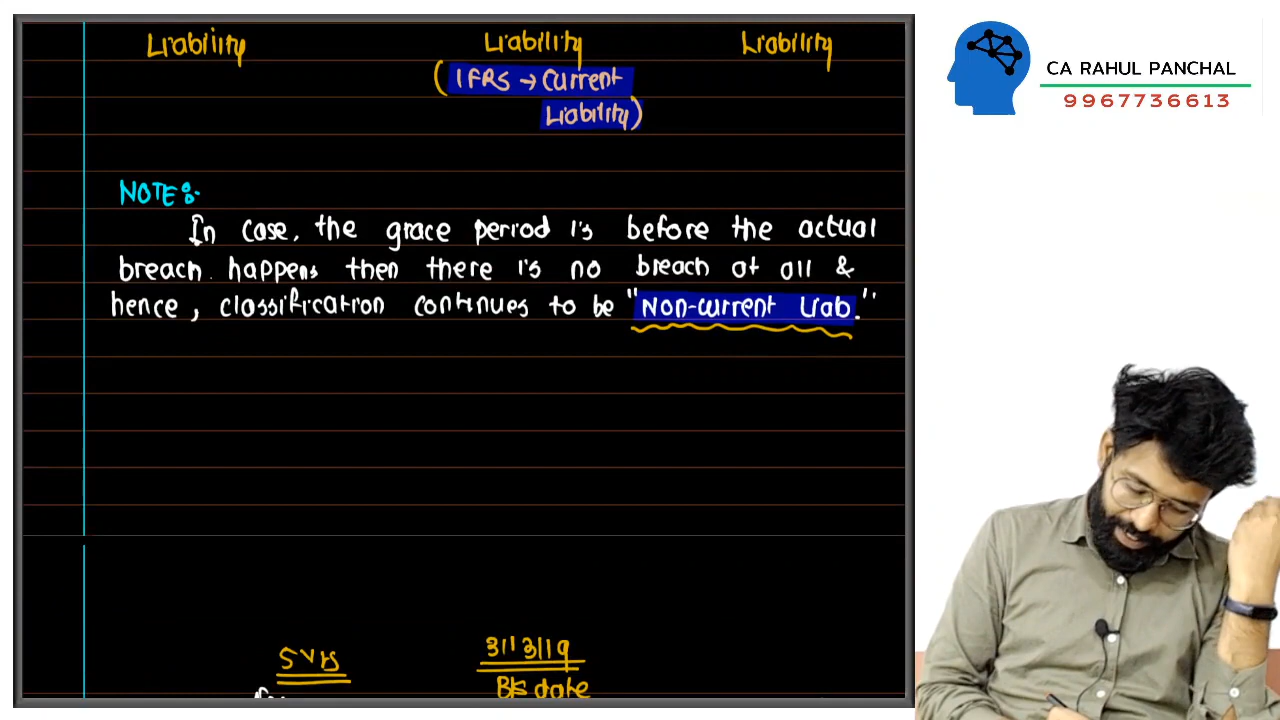 Liability Liability Liability
(IFRS → Current
Liability)
CA RAHUL PANCHAL
9967736613
NOTE:-
In case, the grace period is before the actual
breach happens then there is no breach at all &
hence, classification continues to be "Non-current Liab."
5 yrs 31/3/19
B/S date